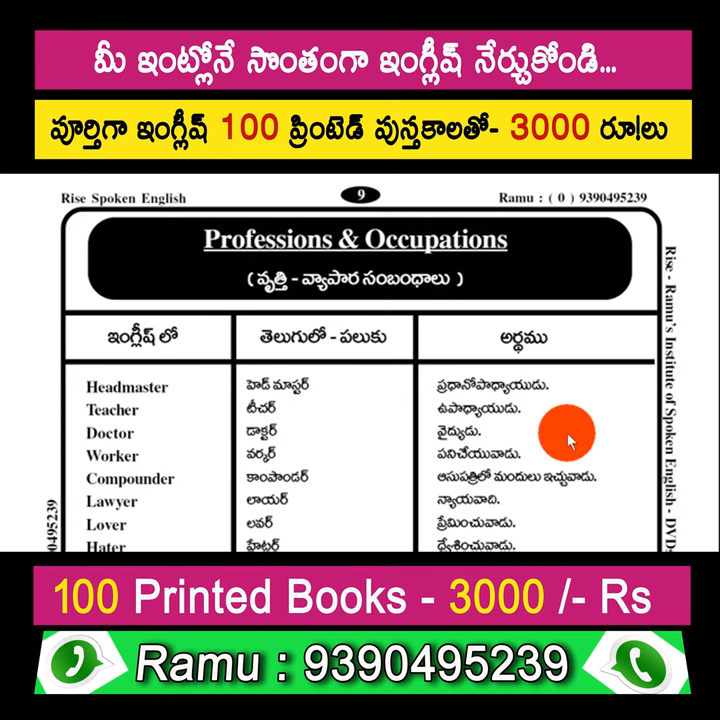 మీ ఇంట్లోనే సొంతంగా ఇంగ్లీష్ నేర్చుకోండి...
పూర్తిగా ఇంగ్లీష్ 100 ప్రింటెడ్ పుస్తకాలతో- 3000 రూ!లు
Rise Spoken English 9 Ramu : ( 0 ) 9390495239
Professions & Occupations
( వృత్తి - వ్యాపార సంబంధాలు )
ఇంగ్లీష్ లో తెలుగులో - పలుకు అర్థము
Headmaster హెడ్ మాస్టర్ ప్రధానోపాధ్యాయుడు.
Teacher టీచర్ ఉపాధ్యాయుడు.
Doctor డాక్టర్ వైద్యుడు.
Worker వర్కర్ పనిచేయువాడు.
Compounder కాంపౌండర్ ఆసుపత్రిలో మందులు ఇచ్చువాడు.
Lawyer లాయర్ న్యాయవాది.
Lover లవర్ ప్రేమించువాడు.
Hater హేటర్ ద్వేశించువాడు.
Rise - Ramu's Institute of Spoken English - DVD
90495239
100 Printed Books - 3000 /- Rs
Ramu : 9390495239